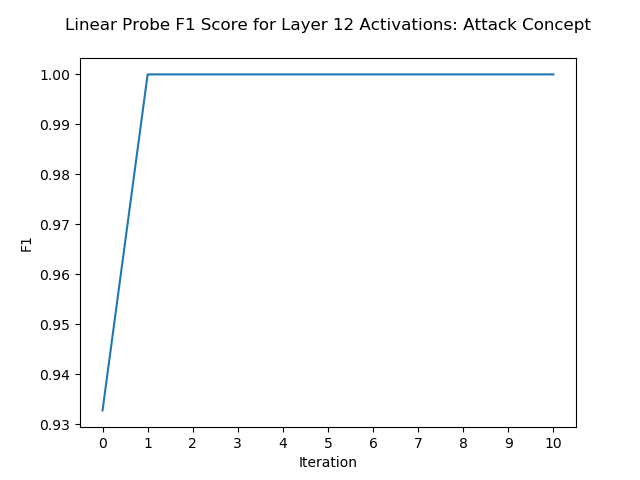 Linear Probe F1 Score for Layer 12 Activations: Attack Concept
1.00
0.99
0.98
0.97
0.96
0.95
0.94
0.93
F1
0 1 2 3 4 5 6 7 8 9 10
Iteration